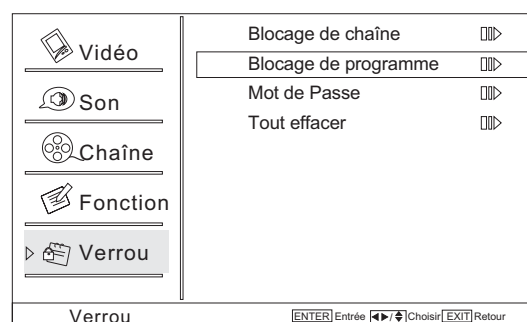 Vidéo
Son
Chaîne
Fonction
Verrou
Blocage de chaîne
Blocage de programme
Mot de Passe
Tout effacer
Verrou
ENTER Entrée ◀▶/◆ Choisir EXIT Retour